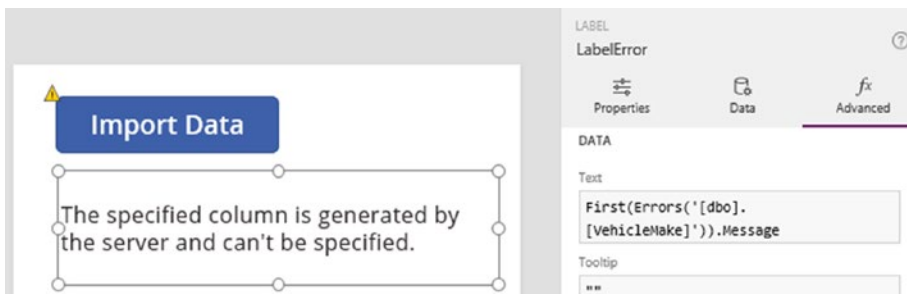 Import Data
The specified column is generated by
the server and can't be specified.
LABEL
LabelError
?
Properties
Data
fx
Advanced
DATA
Text
First(Errors('[dbo].
[VehicleMake]')).Message
Tooltip
""